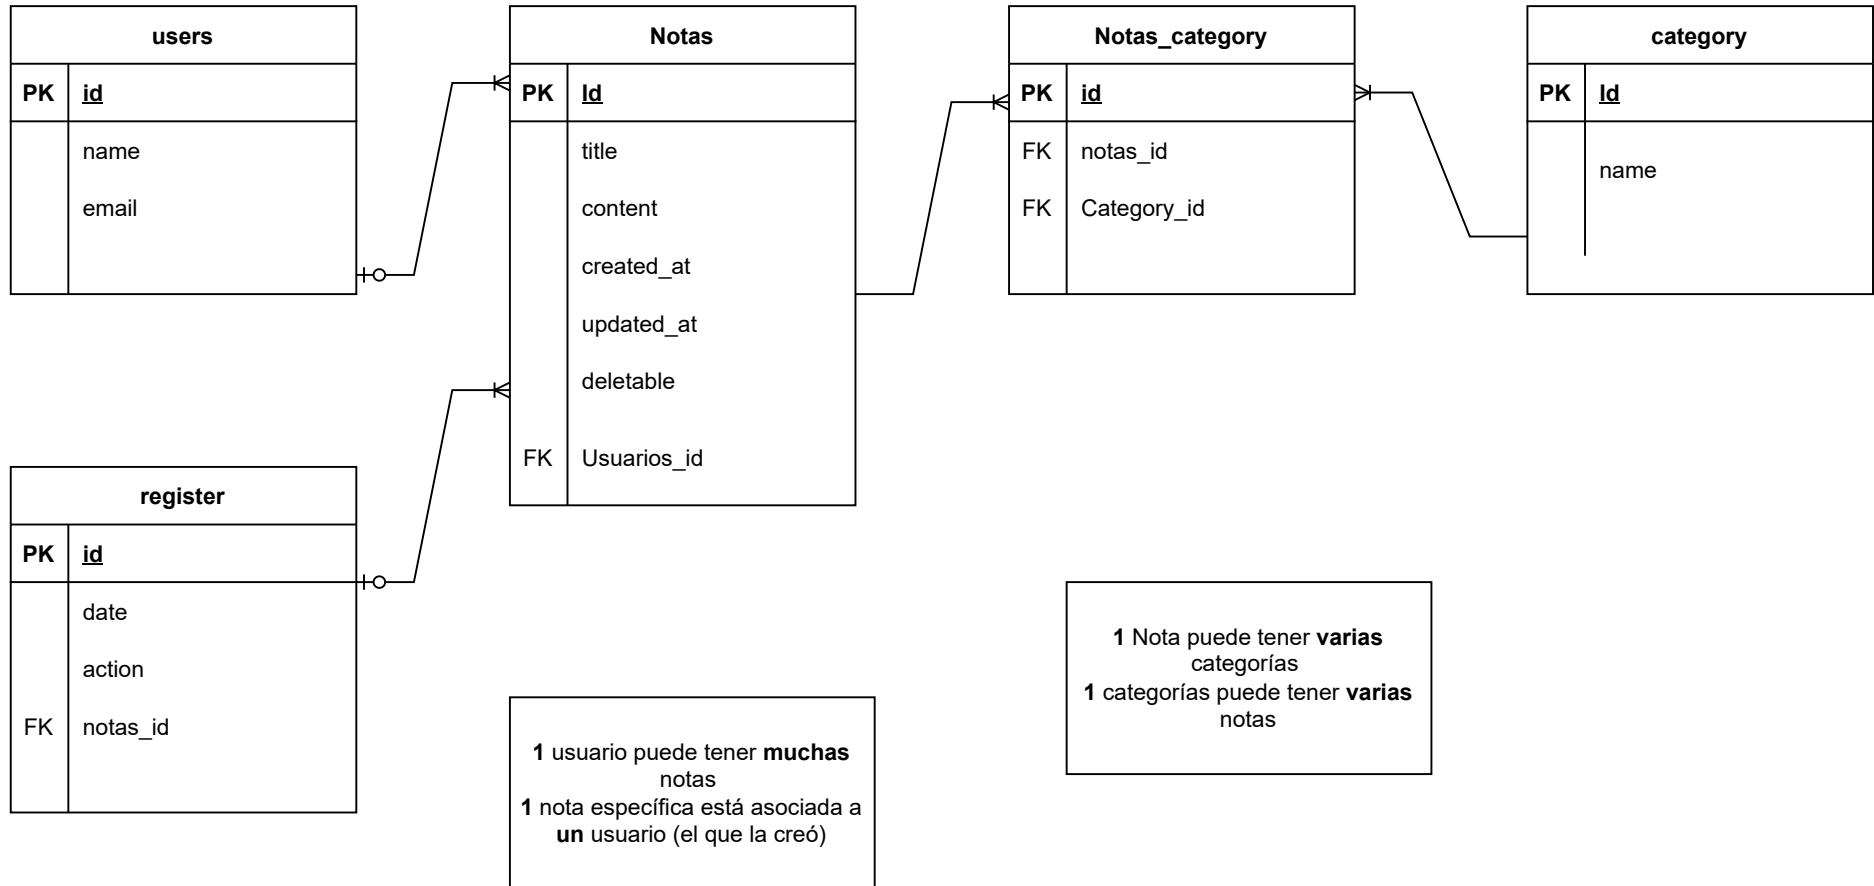 users
PK id
name
email
Notas
PK Id
title
content
created_at
updated_at
deletable
FK Usuarios_id
Notas_category
PK id
FK notas_id
FK Category_id
category
PK Id
name
register
PK id
date
action
FK notas_id
1 usuario puede tener muchas
notas
1 nota específica está asociada a
un usuario (el que la creó)
1 Nota puede tener varias
categorías
1 categorías puede tener varias
notas